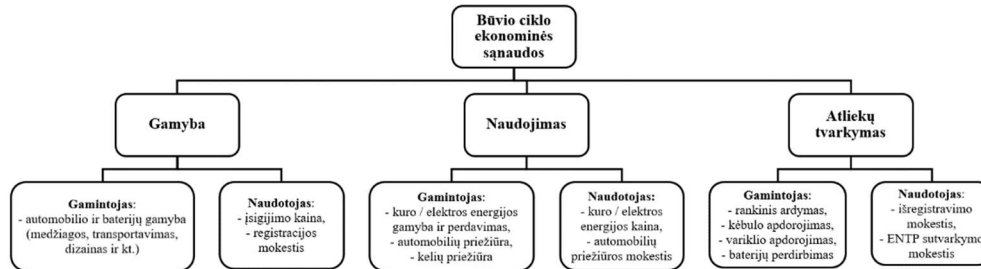 Būvio ciklo
ekonominės
sąnaudos
Gamyba
Naudojimas
Atliekų
tvarkymas
Gamintojas:
- automobilio ir baterijų gamyba
(medžiagos, transportavimas,
dizainas ir kt.)
Naudotojas:
- įsigijimo kaina,
- registracijos
mokestis
Gamintojas:
- kuro / elektros energijos
gamyba ir perdavimas,
- automobilių priežiūra,
- kelių priežiūra
Naudotojas:
- kuro / elektros
energijos kaina,
- automobilių
priežiūros mokestis
Gamintojas:
- rankinis ardymas,
- kėbulo apdorojimas,
- variklio apdorojimas,
- baterijų perdirbimas
Naudotojas:
- išregistravimo
mokestis,
- ENTP sutvarkymo
mokestis